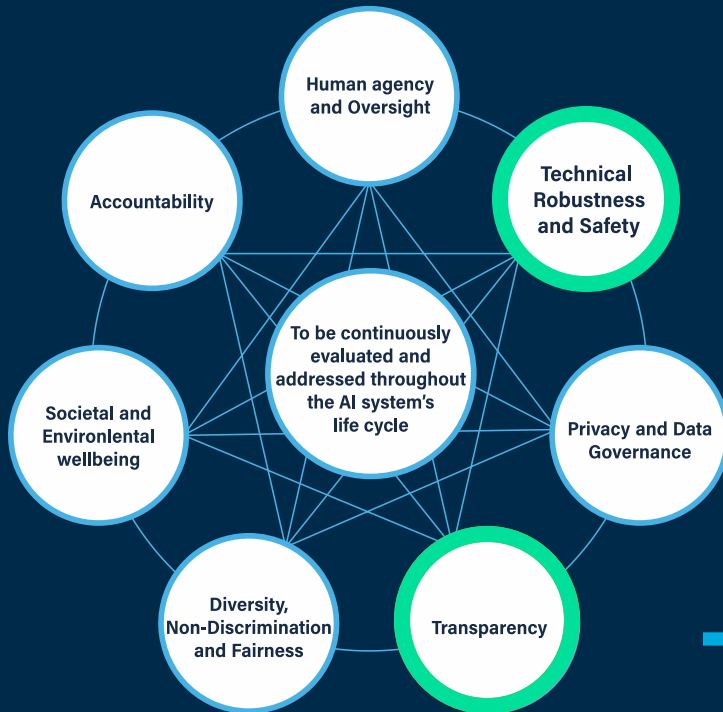 Human agency
and Oversight
Technical
Robustness
and Safety
Accountability
To be continuously
evaluated and
addressed throughout
the AI system's
life cycle
Societal and
Environlental
wellbeing
Privacy and Data
Governance
Diversity,
Non-Discrimination
and Fairness
Transparency